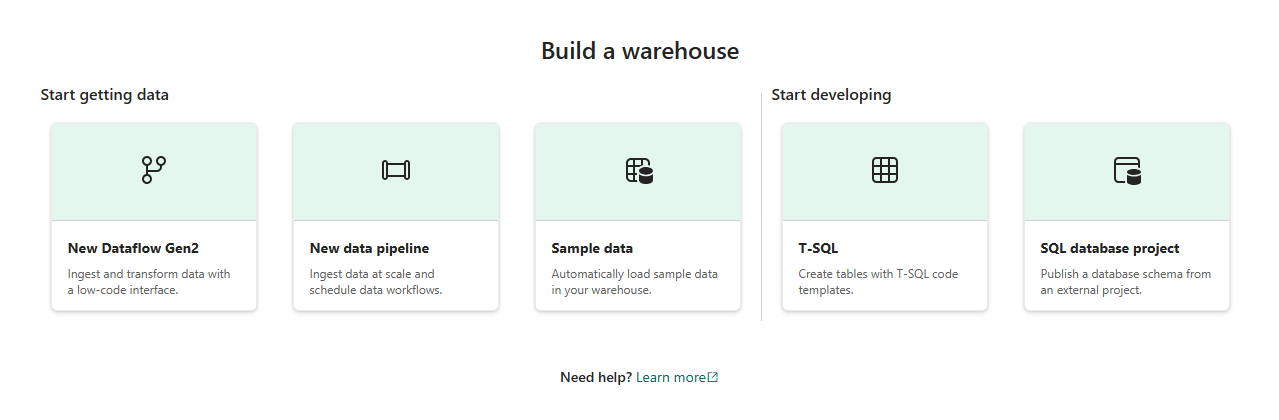 Build a warehouse
Start getting data
New Dataflow Gen2
Ingest and transform data with
a low-code interface.
New data pipeline
Ingest data at scale and
schedule data workflows.
Sample data
Automatically load sample data
in your warehouse.
Start developing
T-SQL
Create tables with T-SQL code
templates.
SQL database project
Publish a database schema from
an external project.
Need help? Learn more